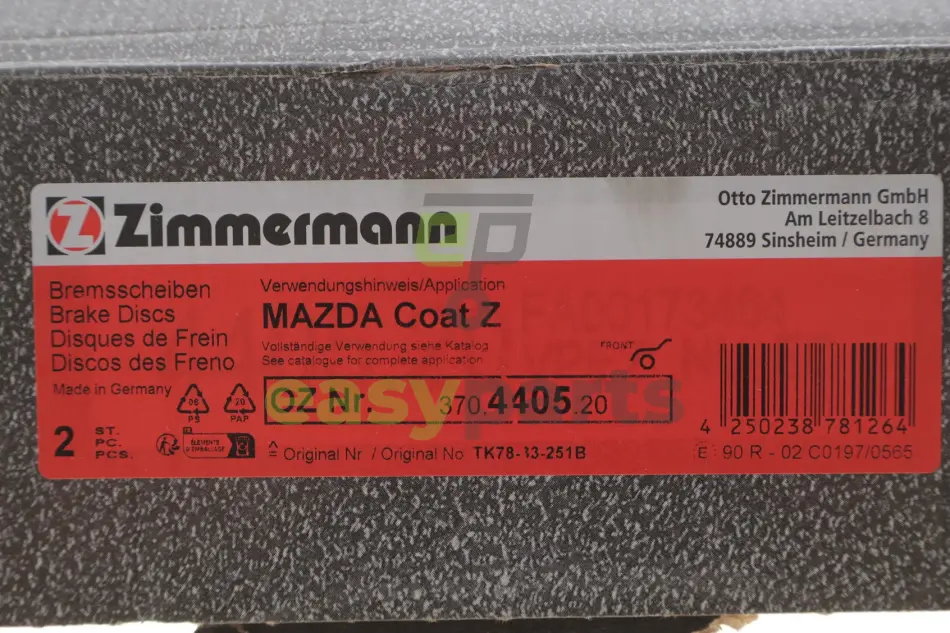 Z Zimmermann
Otto Zimmermann GmbH
Am Leitzelbach 8
74889 Sinsheim / Germany
Bremsscheiben
Brake Discs
Disques de Frein
Discos des Freno
Made in Germany
2 ST.
PC.
PCS.
PS
20
PAP
Verwendungshinweis/Application
MAZDA Coat Z
Vollständige Verwendung siehe Katalog
See catalogue for complete application
FRONT
OZ Nr. 370.4405.20
≙ Original Nr / Original No TK78-33-251B
4 250238 781264
E 90 R - 02 C0197/0565
easyparts